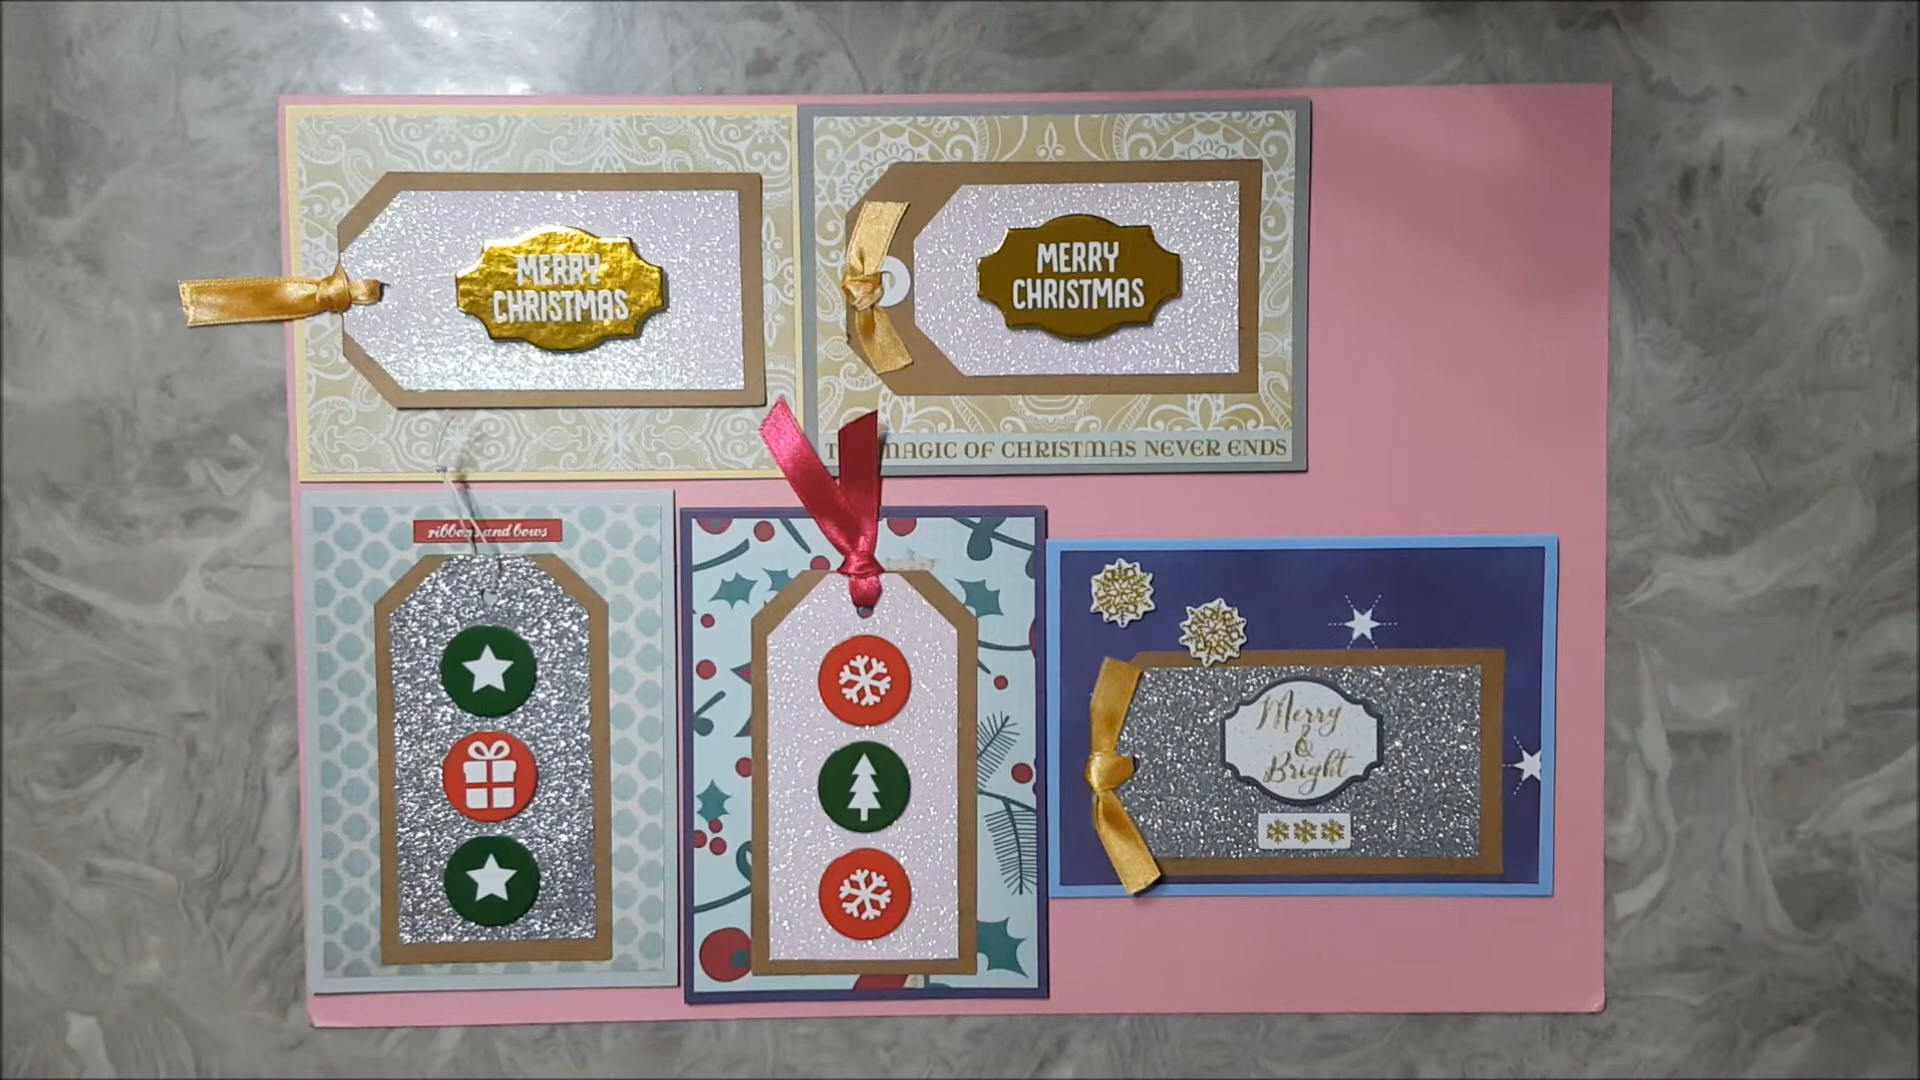 MERRY
CHRISTMAS
MERRY
CHRISTMAS
MAGIC OF CHRISTMAS NEVER ENDS
ribbons and bows
Merry
&
Bright